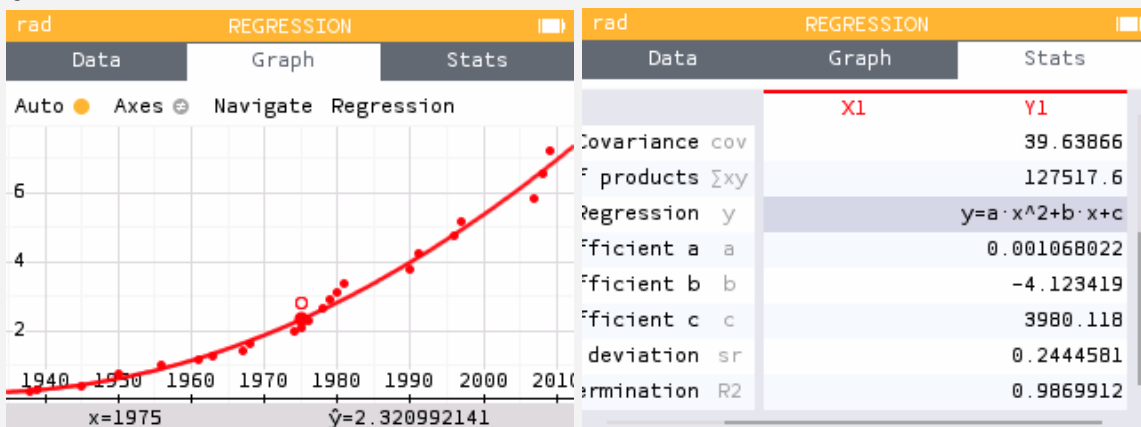 rad REGRESSION
Data Graph Stats
Auto Axes Navigate Regression
6
4
2
1940 1950 1960 1970 1980 1990 2000 201
x=1975 ŷ=2.320992141
rad REGRESSION
Data Graph Stats
X1 Y1
Covariance cov 39.63866
f products ∑xy 127517.6
Regression y y=a·x^2+b·x+c
fficient a a 0.001068022
fficient b b -4.123419
fficient c c 3980.118
deviation sr 0.2444581
ermination R2 0.9869912